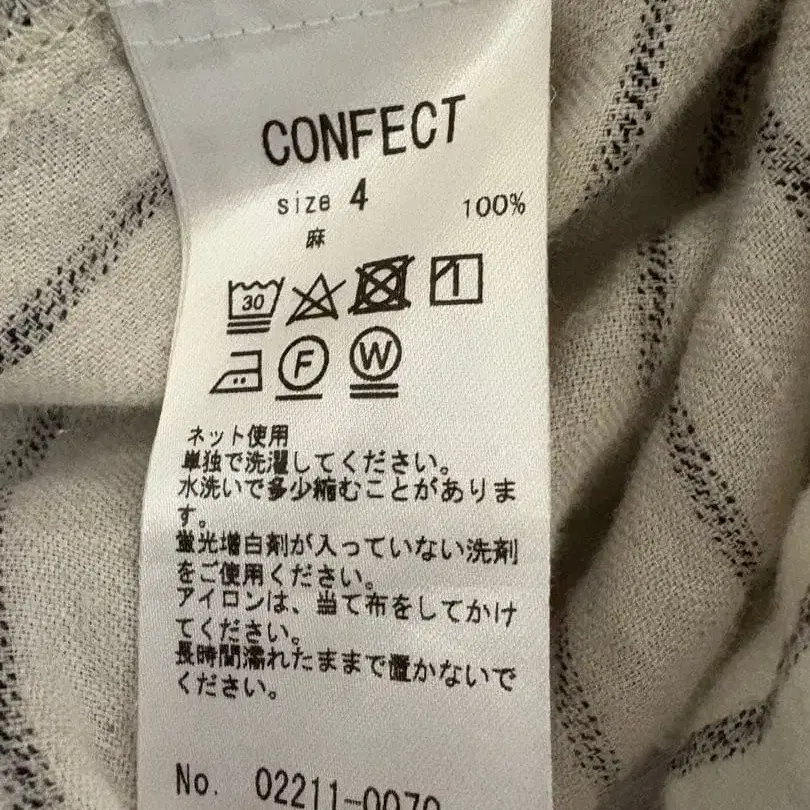 CONFECT
size 4
麻 100%
30
F W
ネット使用
単独で洗濯してください。
水洗いで多少縮むことがありま
す。
蛍光増白剤が入っていない洗剤
をご使用ください。
アイロンは、当て布をしてかけ
てください。
長時間濡れたままで置かないで
ください。
No. 02211-0070